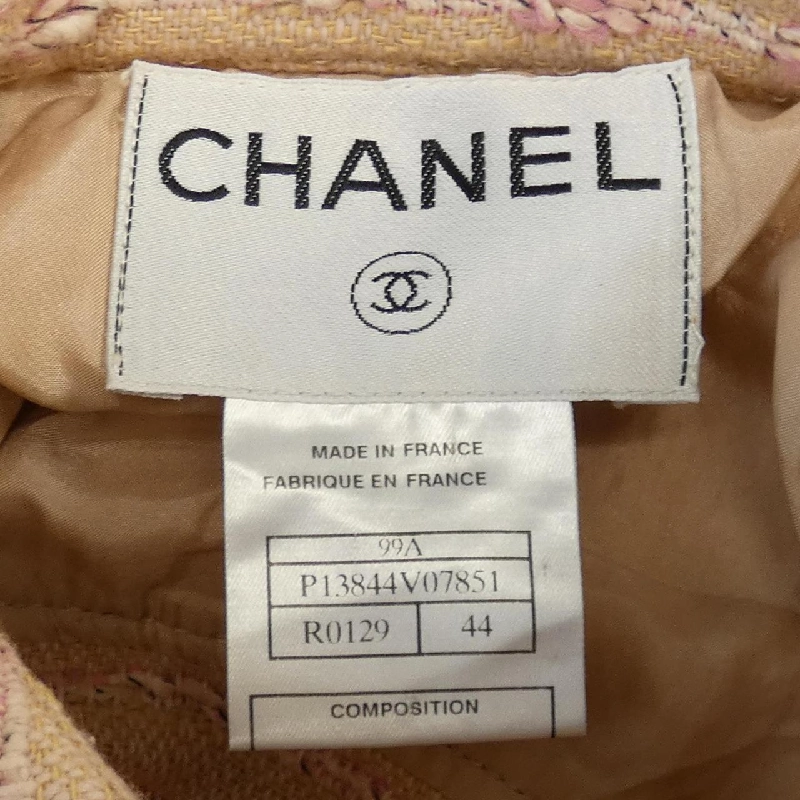 CHANEL
MADE IN FRANCE
FABRIQUE EN FRANCE
99A
P13844V07851
R0129 44
COMPOSITION